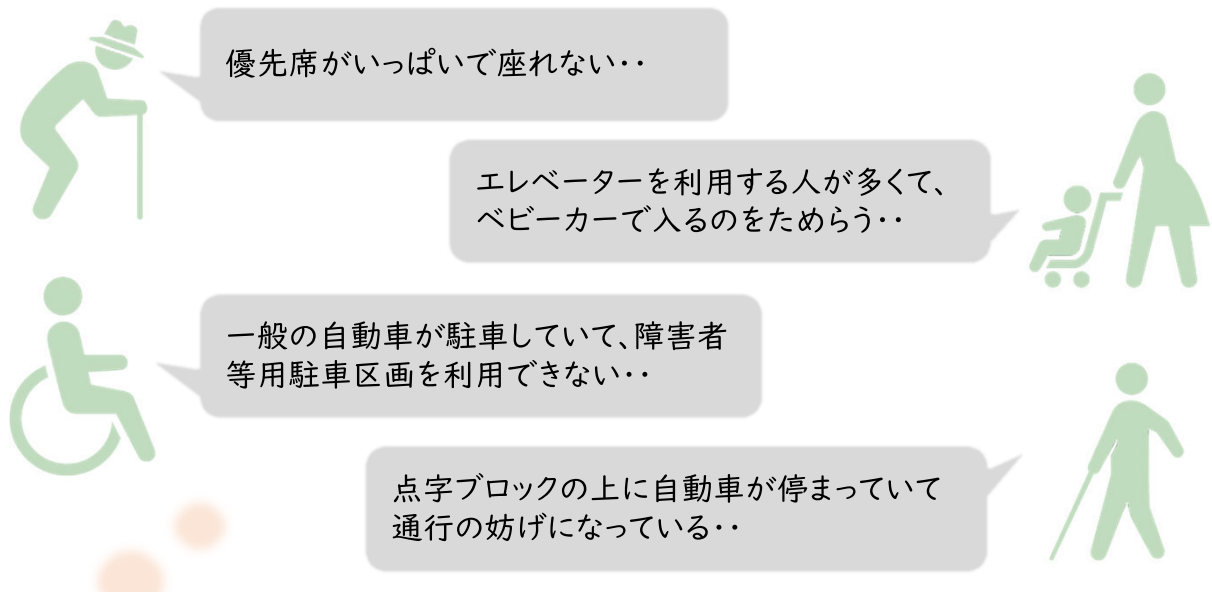 優先席がいっぱいで座れない・・
エレベーターを利用する人が多くて、
ベビーカーで入るのをためらう・・
一般の自動車が駐車していて、障害者
等用駐車区画を利用できない・・
点字ブロックの上に自動車が停まっていて
通行の妨げになっている・・